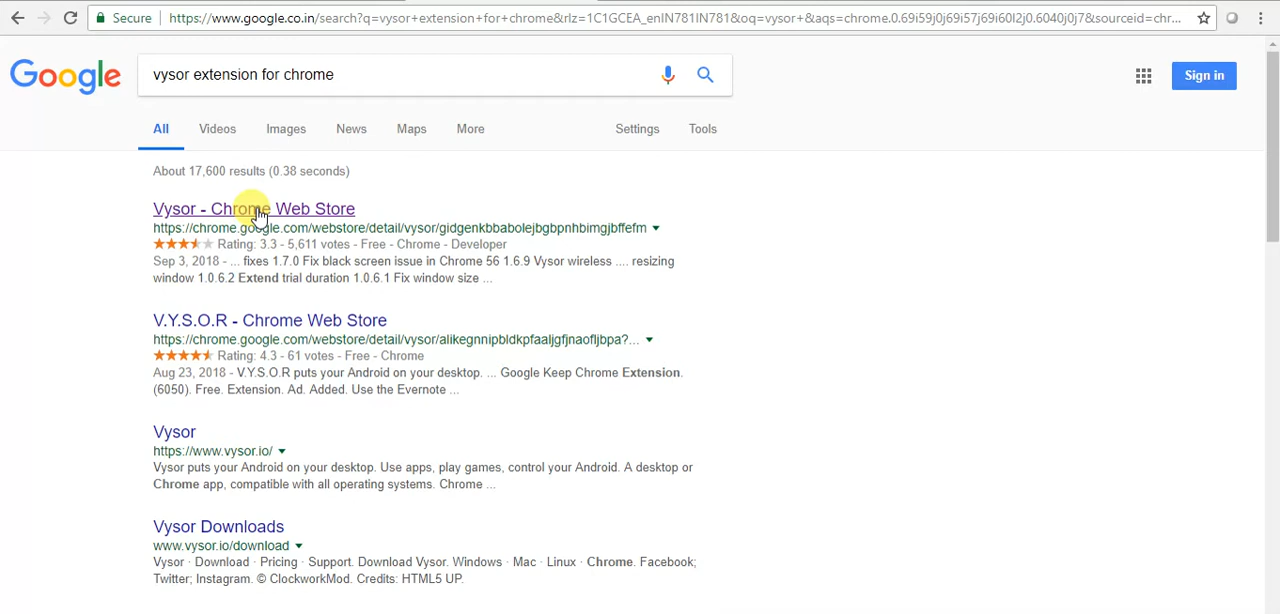 Secure https://www.google.co.in/search?q=vysor+extension+for+chrome&rlz=1C1GCEA_enIN781IN781&oq=vysor+&aqs=chrome.0.69i59j0j69i57j69i60l2j0.6040j0j7&sourceid=chr...
Google vysor extension for chrome Sign in
All Videos Images News Maps More Settings Tools
About 17,600 results (0.38 seconds)
Vysor - Chrome Web Store
https://chrome.google.com/webstore/detail/vysor/gidgenkbbabolejbgbpnhbimgjbffefm
Rating: 3.3 - 5,611 votes - Free - Chrome - Developer
Sep 3, 2018 - ... fixes 1.7.0 Fix black screen issue in Chrome 56 1.6.9 Vysor wireless .... resizing
window 1.0.6.2 Extend trial duration 1.0.6.1 Fix window size ...
V.Y.S.O.R - Chrome Web Store
https://chrome.google.com/webstore/detail/vysor/alikegnnipbldkpfaaljgfjnaofljbpa?...
Rating: 4.3 - 61 votes - Free - Chrome
Aug 23, 2018 - V.Y.S.O.R puts your Android on your desktop. ... Google Keep Chrome Extension.
(6050). Free. Extension. Ad. Added. Use the Evernote ...
Vysor
https://www.vysor.io/
Vysor puts your Android on your desktop. Use apps, play games, control your Android. A desktop or
Chrome app, compatible with all operating systems. Chrome ...
Vysor Downloads
www.vysor.io/download
Vysor · Download · Pricing · Support. Download Vysor. Windows · Mac · Linux · Chrome. Facebook;
Twitter; Instagram. © ClockworkMod. Credits: HTML5 UP.